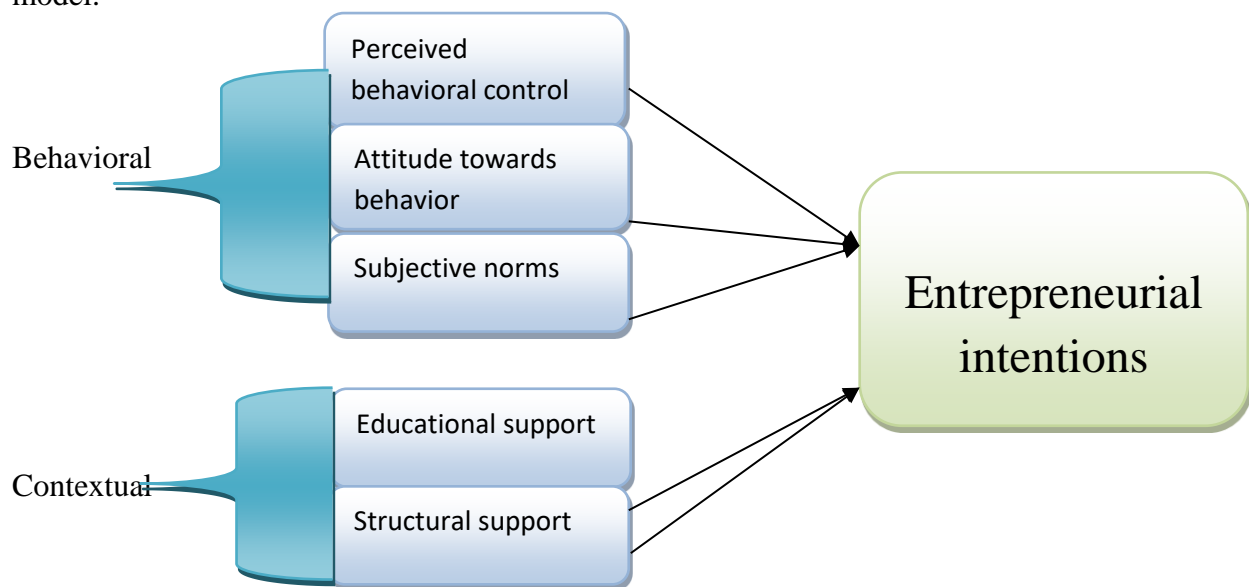 model.
Perceived
behavioral control
Behavioral
Attitude towards
behavior
Subjective norms
Entrepreneurial
intentions
Educational support
Contextual
Structural support